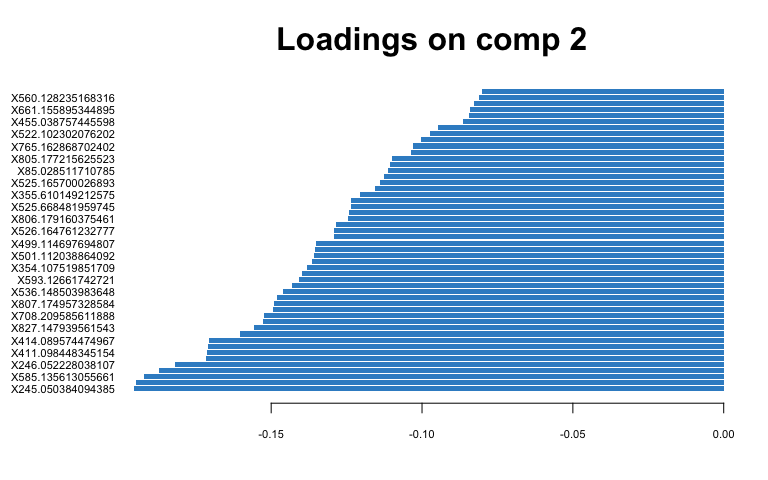 Loadings on comp 2
X560.128235168316
X661.155895344895
X455.038757445598
X522.102302076202
X765.162868702402
X805.177215625523
X85.028511710785
X525.165700026893
X355.610149212575
X525.668481959745
X806.179160375461
X526.164761232777
X499.114697694807
X501.112038864092
X354.107519851709
X593.12661742721
X536.148503983648
X807.174957328584
X708.209585611888
X827.147939561543
X414.089574474967
X411.098448345154
X246.052228038107
X585.135613055661
X245.050384094385
-0.15 -0.10 -0.05 0.00